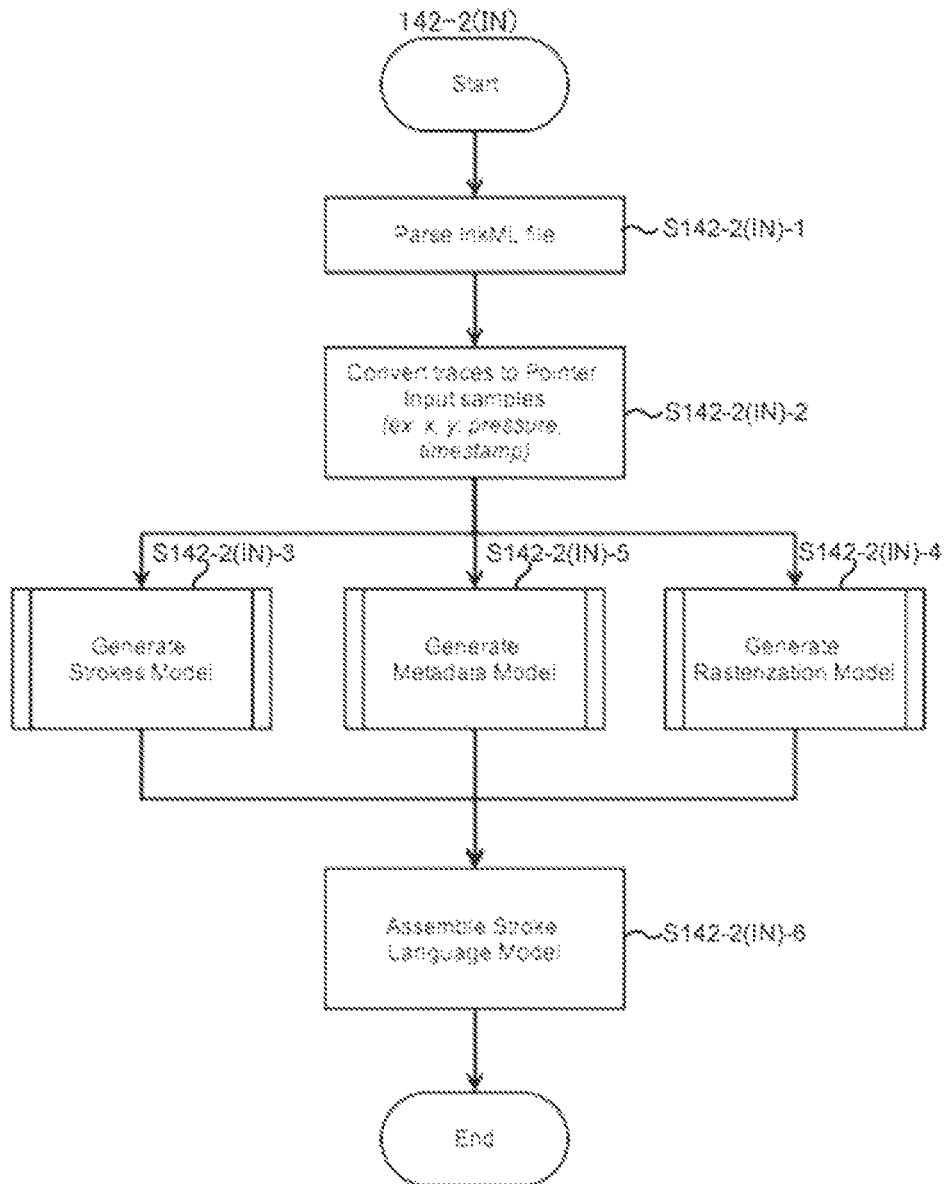 142-2(IN)
Start
Parse InkML file
S142-2(IN)-1
Convert traces to Pointer
Input samples
(ex: x, y, pressure,
timestamp)
S142-2(IN)-2
S142-2(IN)-3
S142-2(IN)-5
S142-2(IN)-4
Generate
Strokes Model
Generate
Metadata Model
Generate
Rasterization Model
Assemble Stroke
Language Model
S142-2(IN)-6
End